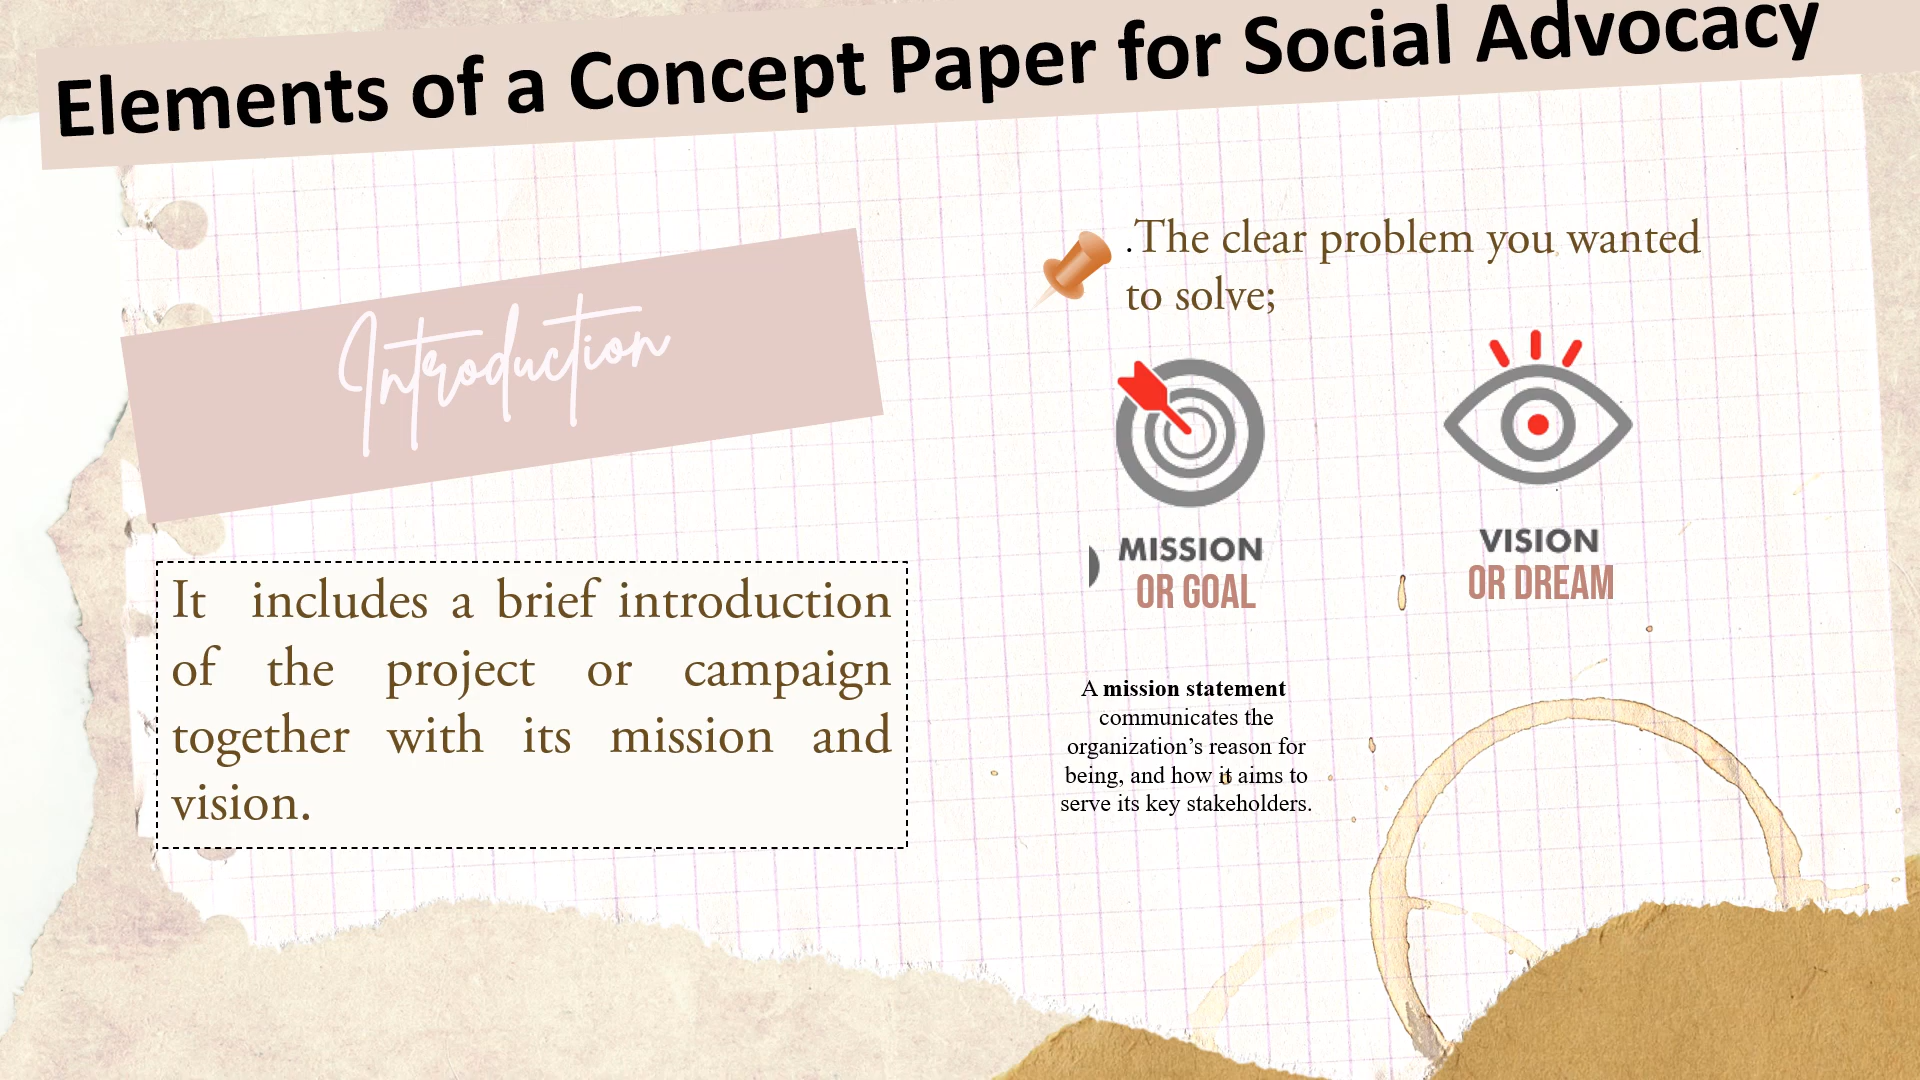 Elements of a Concept Paper for Social Advocacy
Introduction
It includes a brief introduction
of the project or campaign
together with its mission and
vision.
.The clear problem you wanted
to solve;
MISSION
OR GOAL
VISION
OR DREAM
A mission statement
communicates the
organization’s reason for
being, and how it aims to
serve its key stakeholders.